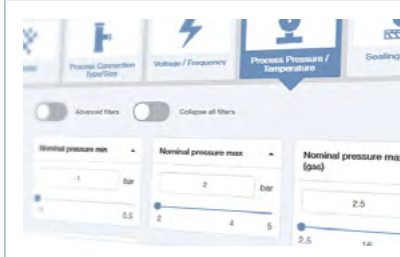 Process Connection
Type/Size
Voltage / Frequency
Process Pressure /
Temperature
Sealing
Advanced filters
Collapse all filters
Nominal pressure min
Nominal pressure max
Nominal pressure max
(gas)
-1
bar
2
bar
2.5
-1
0.5
2
4
5
2.5
16